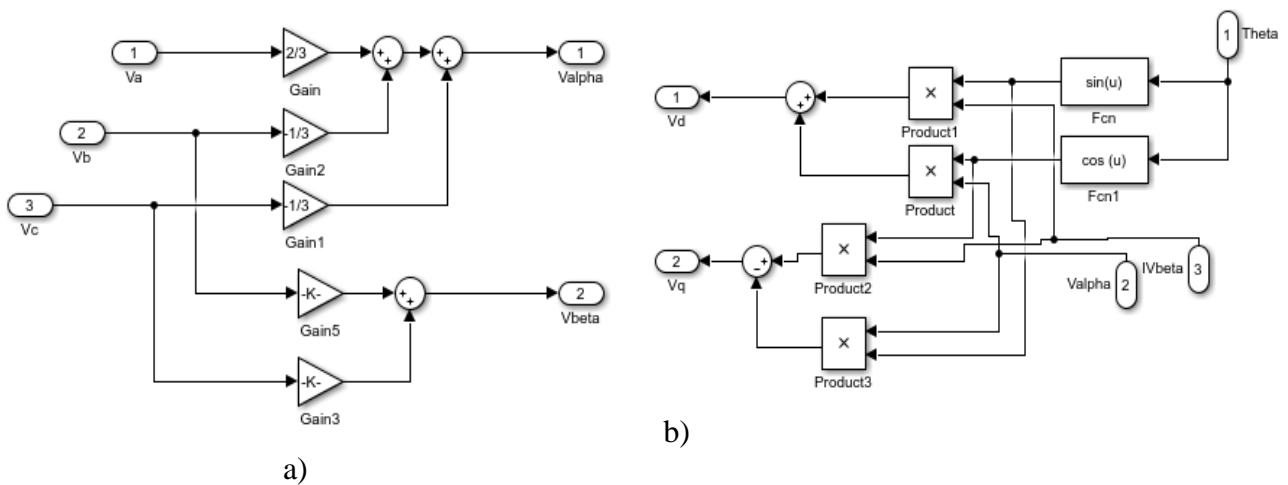 1
Va
2/3
Gain
+
+
+
+
1
Valpha
2
Vb
-1/3
Gain2
3
Vc
-1/3
Gain1
-K-
Gain5
+
+
2
Vbeta
-K-
Gain3
a)
1
Theta
1
Vd
+
+
×
Product1
sin(u)
Fcn
×
Product
cos (u)
Fcn1
2
Vq
+
-
×
Product2
Valpha
2
IVbeta
3
×
Product3
b)